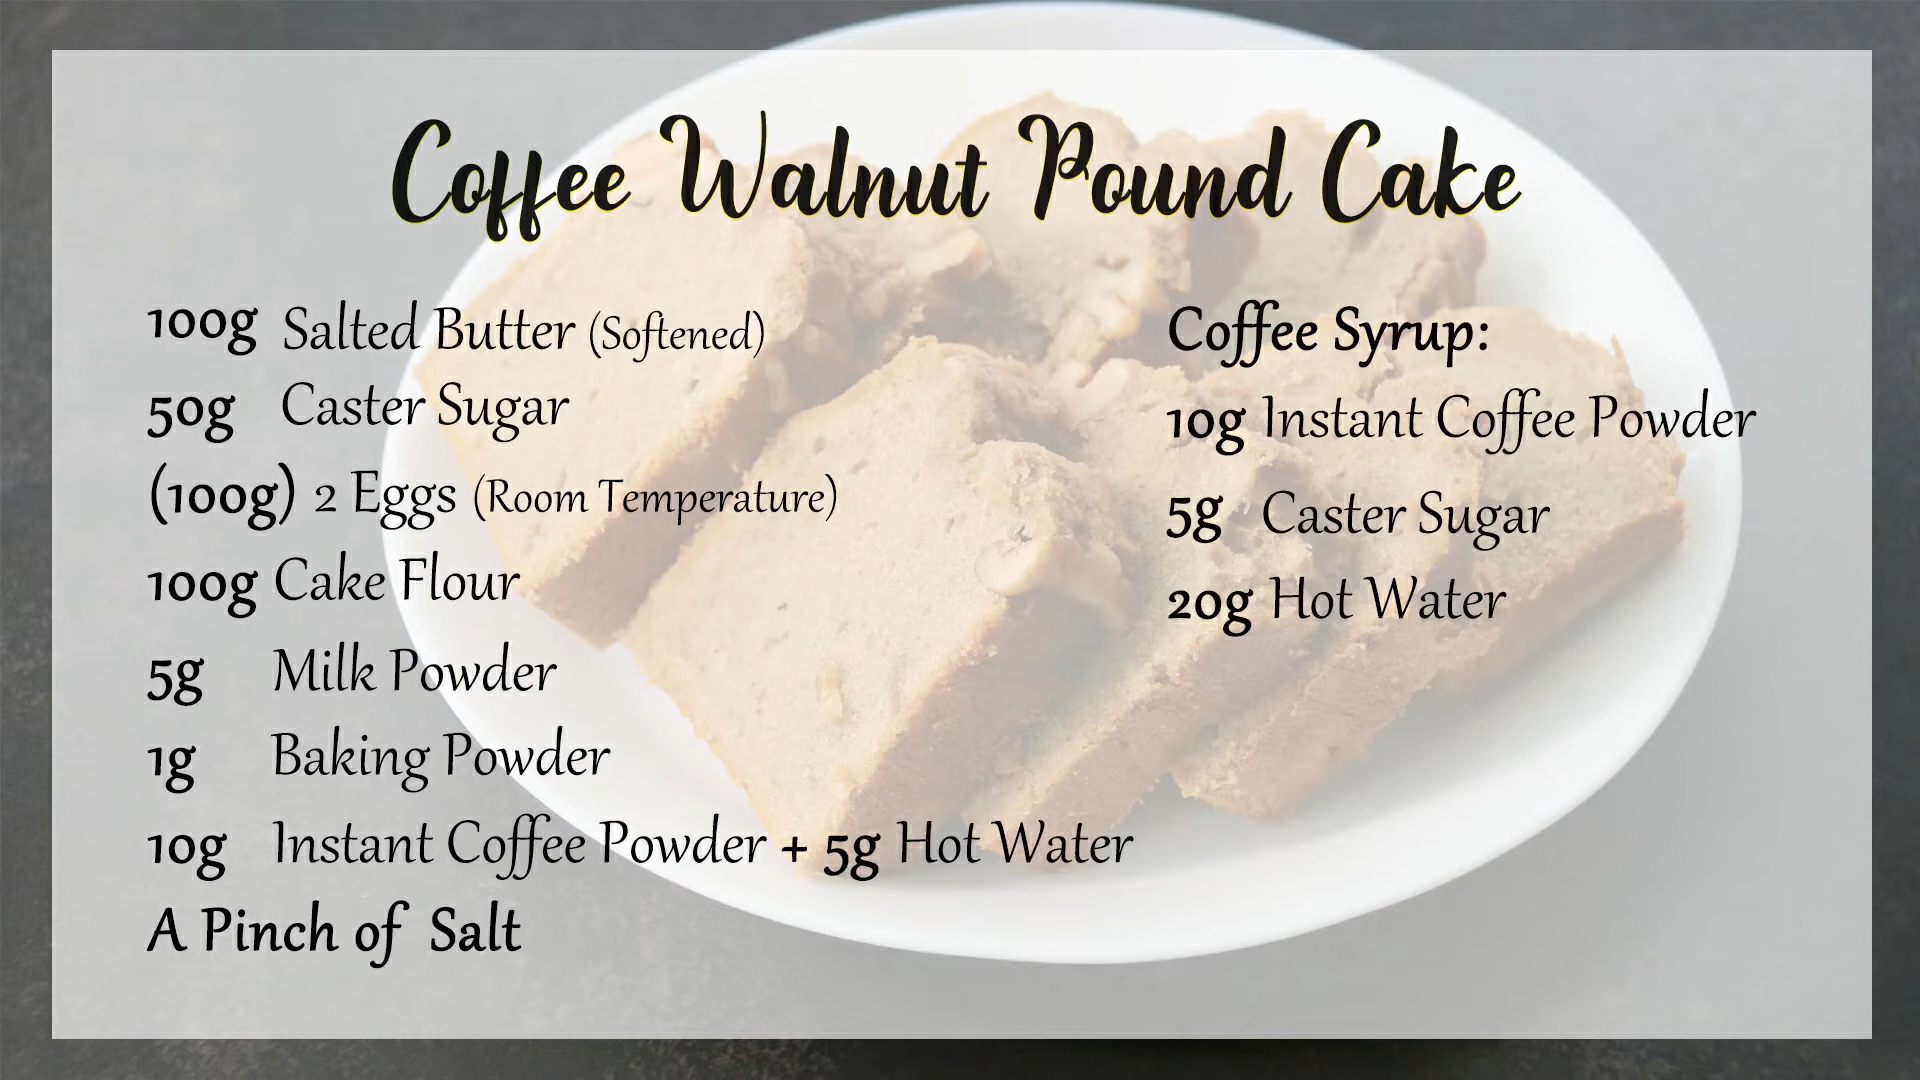 Coffee Walnut Pound Cake
100g Salted Butter (Softened)
50g Caster Sugar
(100g) 2 Eggs (Room Temperature)
100g Cake Flour
5g Milk Powder
1g Baking Powder
10g Instant Coffee Powder + 5g Hot Water
A Pinch of Salt
Coffee Syrup:
10g Instant Coffee Powder
5g Caster Sugar
20g Hot Water